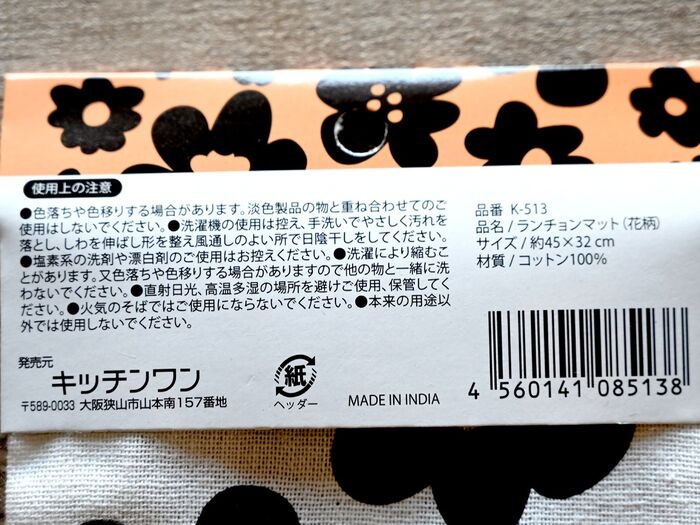 使用上の注意
●色落ちや色移りする場合があります。淡色製品の物と重ね合わせてのご
使用はしないでください。●洗濯機の使用は控え、手洗いでやさしく汚れを
落とし、しわを伸ばし形を整え風通しのよい所で日陰干しをしてください。
●塩素系の洗剤や漂白剤のご使用はお控えください。●洗濯により縮むこ
とがあります。又色落ちや色移りする場合がありますので他の物と一緒に洗
わないでください。●直射日光、高温多湿の場所を避けご使用、保管してく
ださい。●火気のそばではご使用にならないでください。●本来の用途以
外では使用しないでください。
品番 K-513
品名/ランチョンマット(花柄)
サイズ/約45×32cm
材質/コットン100%
発売元
キッチンワン
〒589-0033 大阪狭山市山本南157番地
紙
ヘッダー
MADE IN INDIA
4 560141 085138